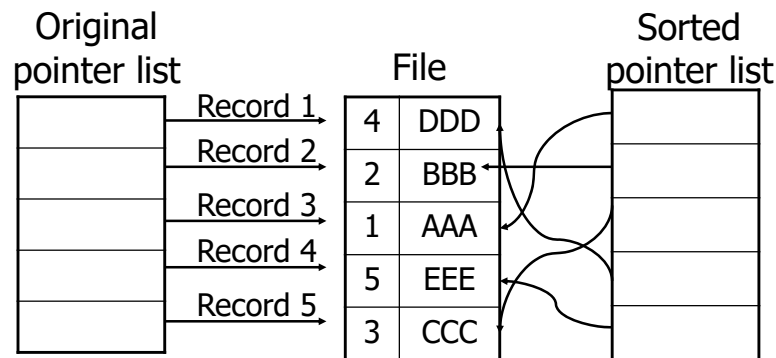 Original
pointer list
File
Sorted
pointer list
Record 1
Record 2
Record 3
Record 4
Record 5
4 DDD
2 BBB
1 AAA
5 EEE
3 CCC